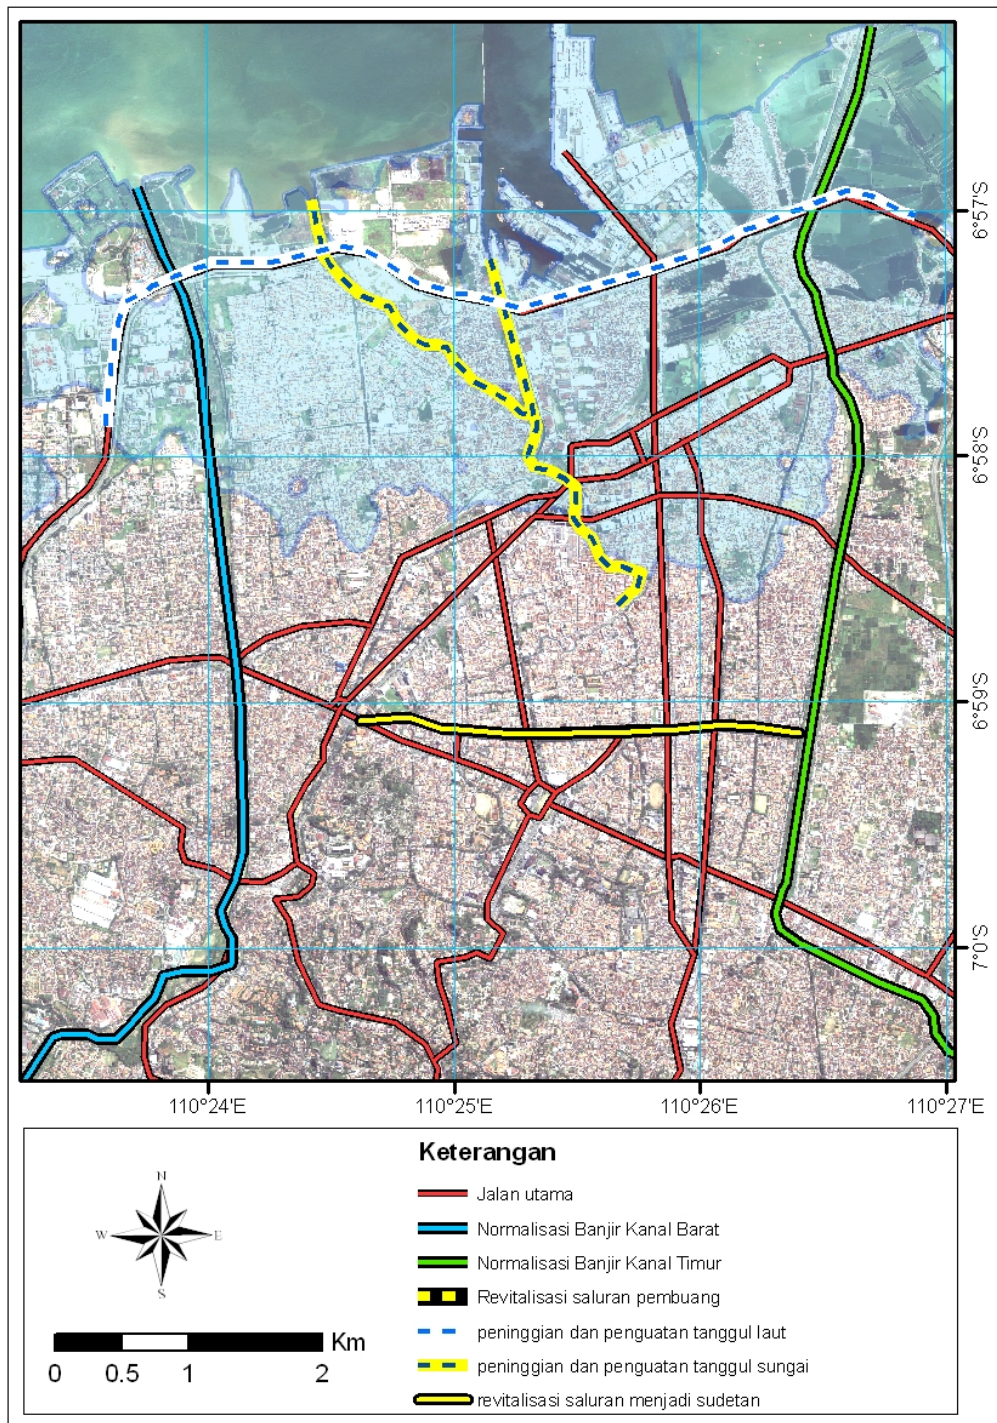 6°57'S
6°58'S
6°59'S
7°0'S
110°24'E
110°25'E
110°26'E
110°27'E
Keterangan
N
W
E
S
Jalan utama
Normalisasi Banjir Kanal Barat
Normalisasi Banjir Kanal Timur
Revitalisasi saluran pembuang
peninggian dan penguatan tanggul laut
peninggian dan penguatan tanggul sungai
revitalisasi saluran menjadi sudetan
Km
0 0.5 1 2